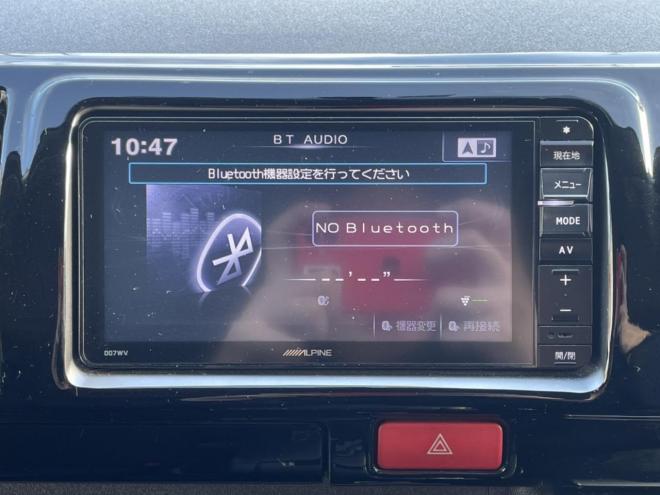 10:47
BT AUDIO
Bluetooth機器設定を行ってください
NO Bluetooth
--'--"
機器変更
再接続
現在地
メニュー
MODE
AV
+
−
開/閉
007WV
ALPINE